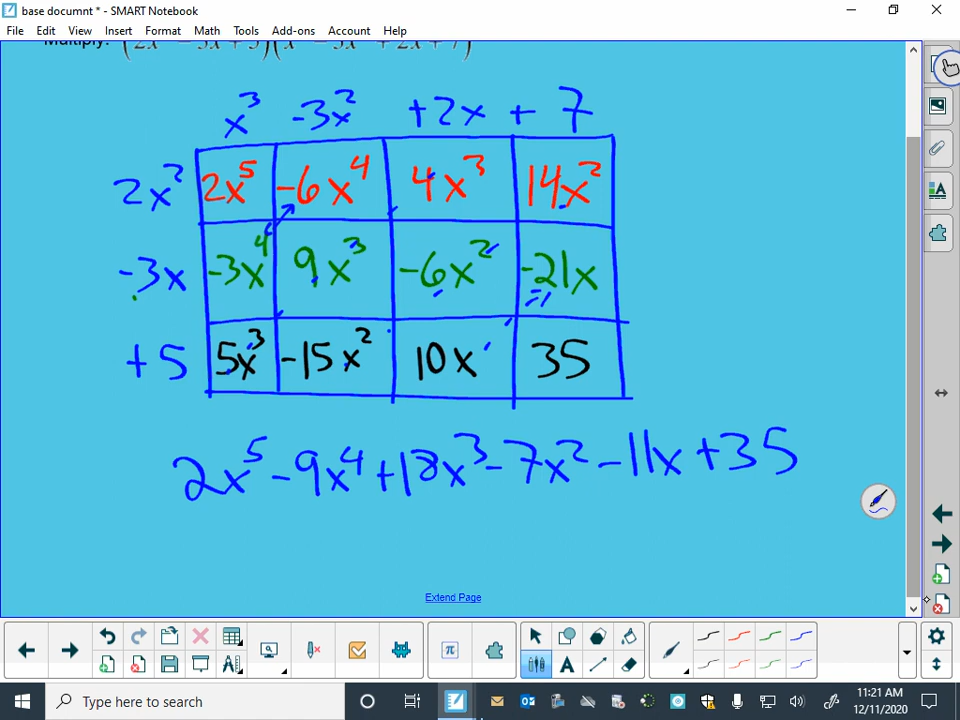 base documnt * - SMART Notebook
File Edit View Insert Format Math Tools Add-ons Account Help
x³ -3x² +2x + 7
2x² 2x⁵ -6x⁴ 4x³ 14x²
-3x -3x⁴ 9x³ -6x² -21x
+5 5x³ -15x² 10x 35
2x⁵ - 9x⁴ + 18x³ - 7x² - 11x + 35
Extend Page
Type here to search
11:21 AM
12/11/2020